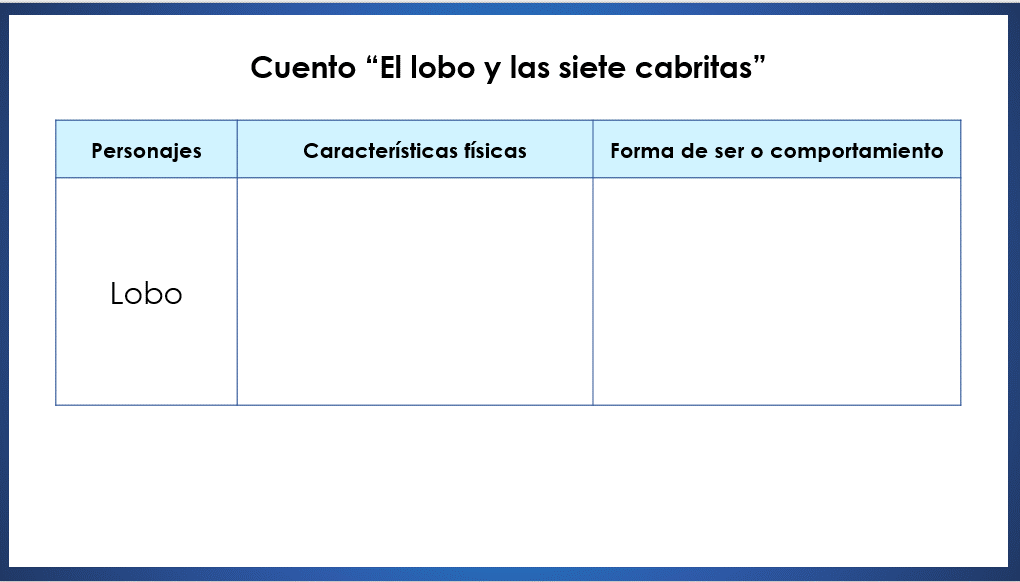 Cuento “El lobo y las siete cabritas”
Personajes
Características físicas
Forma de ser o comportamiento
Lobo